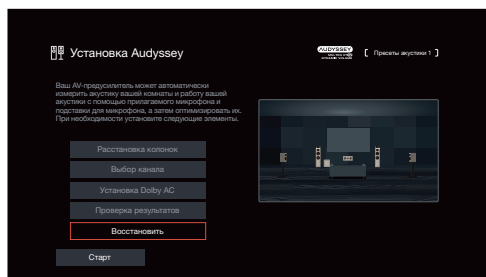 Установка Audyssey
AUDYSSEY
[ Пресеты акустики 1 ]
Ваш AV-предусилитель может автоматически
измерить акустику вашей комнаты и работу вашей
акустики с помощью прилагаемого микрофона и
подставки для микрофона, а затем оптимизировать их.
При необходимости установите следующие элементы.
Расстановка колонок
Выбор канала
Установка Dolby AC
Проверка результатов
Восстановить
Старт